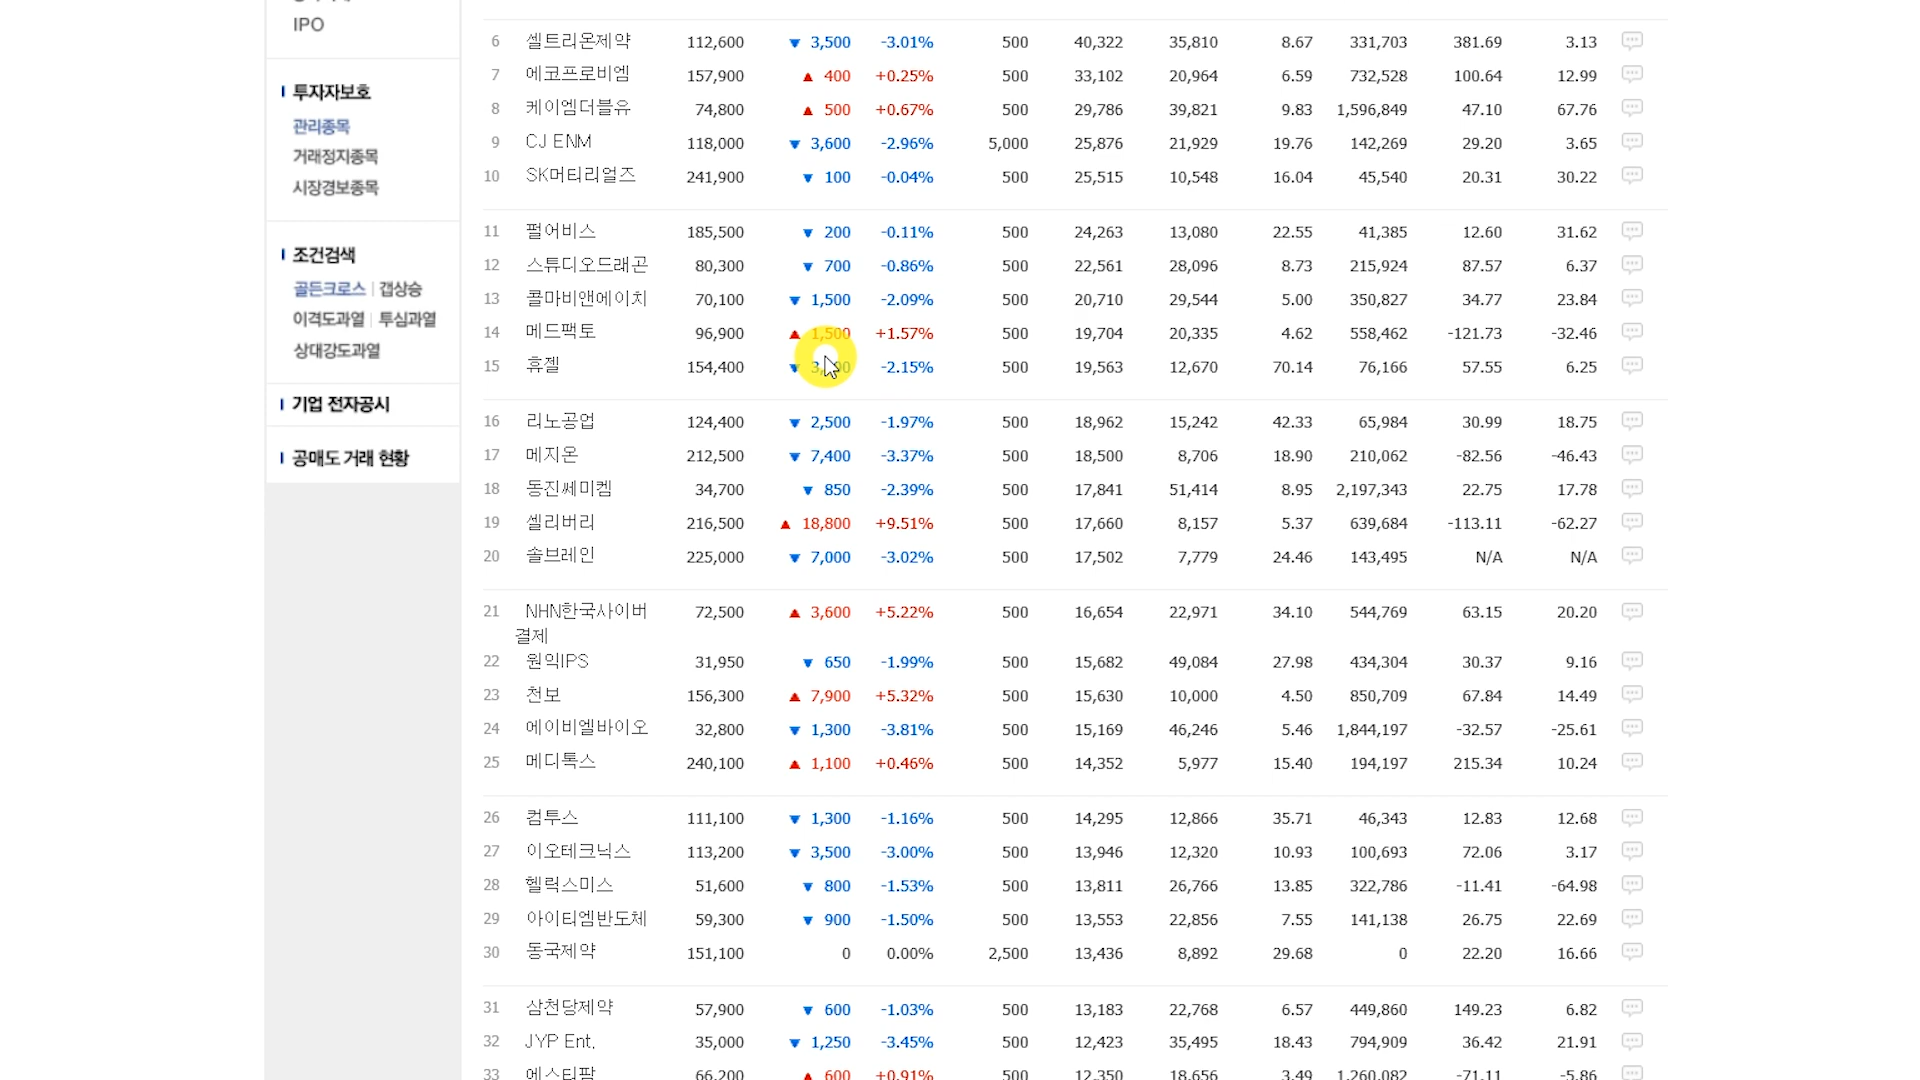 IPO
투자자보호
관리종목
거래정지종목
시장경보종목
조건검색
골든크로스 | 갭상승
이격도과열 | 투심과열
상대강도과열
기업 전자공시
공매도 거래 현황
6 셀트리온제약 112,600 ▼ 3,500 -3.01% 500 40,322 35,810 8.67 331,703 381.69 3.13
7 에코프로비엠 157,900 ▲ 400 +0.25% 500 33,102 20,964 6.59 732,528 100.64 12.99
8 케이엠더블유 74,800 ▲ 500 +0.67% 500 29,786 39,821 9.83 1,596,849 47.10 67.76
9 CJ ENM 118,000 ▼ 3,600 -2.96% 5,000 25,876 21,929 19.76 142,269 29.20 3.65
10 SK머티리얼즈 241,900 ▼ 100 -0.04% 500 25,515 10,548 16.04 45,540 20.31 30.22
11 펄어비스 185,500 ▼ 200 -0.11% 500 24,263 13,080 22.55 41,385 12.60 31.62
12 스튜디오드래곤 80,300 ▼ 700 -0.86% 500 22,561 28,096 8.73 215,924 87.57 6.37
13 콜마비앤에이치 70,100 ▼ 1,500 -2.09% 500 20,710 29,544 5.00 350,827 34.77 23.84
14 메드팩토 96,900 ▲ 1,500 +1.57% 500 19,704 20,335 4.62 558,462 -121.73 -32.46
15 휴젤 154,400 ▼ -2.15% 500 19,563 12,670 70.14 76,166 57.55 6.25
16 리노공업 124,400 ▼ 2,500 -1.97% 500 18,962 15,242 42.33 65,984 30.99 18.75
17 메지온 212,500 ▼ 7,400 -3.37% 500 18,500 8,706 18.90 210,062 -82.56 -46.43
18 동진쎄미켐 34,700 ▼ 850 -2.39% 500 17,841 51,414 8.95 2,197,343 22.75 17.78
19 셀리버리 216,500 ▲ 18,800 +9.51% 500 17,660 8,157 5.37 639,684 -113.11 -62.27
20 솔브레인 225,000 ▼ 7,000 -3.02% 500 17,502 7,779 24.46 143,495 N/A N/A
21 NHN한국사이버 72,500 ▲ 3,600 +5.22% 500 16,654 22,971 34.10 544,769 63.15 20.20
결제
22 원익IPS 31,950 ▼ 650 -1.99% 500 15,682 49,084 27.98 434,304 30.37 9.16
23 천보 156,300 ▲ 7,900 +5.32% 500 15,630 10,000 4.50 850,709 67.84 14.49
24 에이비엘바이오 32,800 ▼ 1,300 -3.81% 500 15,169 46,246 5.46 1,844,197 -32.57 -25.61
25 메디톡스 240,100 ▲ 1,100 +0.46% 500 14,352 5,977 15.40 194,197 215.34 10.24
26 컴투스 111,100 ▼ 1,300 -1.16% 500 14,295 12,866 35.71 46,343 12.83 12.68
27 이오테크닉스 113,200 ▼ 3,500 -3.00% 500 13,946 12,320 10.93 100,693 72.06 3.17
28 헬릭스미스 51,600 ▼ 800 -1.53% 500 13,811 26,766 13.85 322,786 -11.41 -64.98
29 아이티엠반도체 59,300 ▼ 900 -1.50% 500 13,553 22,856 7.55 141,138 26.75 22.69
30 동국제약 151,100 0 0.00% 2,500 13,436 8,892 29.68 0 22.20 16.66
31 삼천당제약 57,900 ▼ 600 -1.03% 500 13,183 22,768 6.57 449,860 149.23 6.82
32 JYP Ent. 35,000 ▼ 1,250 -3.45% 500 12,423 35,495 18.43 794,909 36.42 21.91
33 에스티팜 66,200 ▲ 600 +0.91% 500 12,350 18,656 3.49 1,260,082 -71.11 -5.86